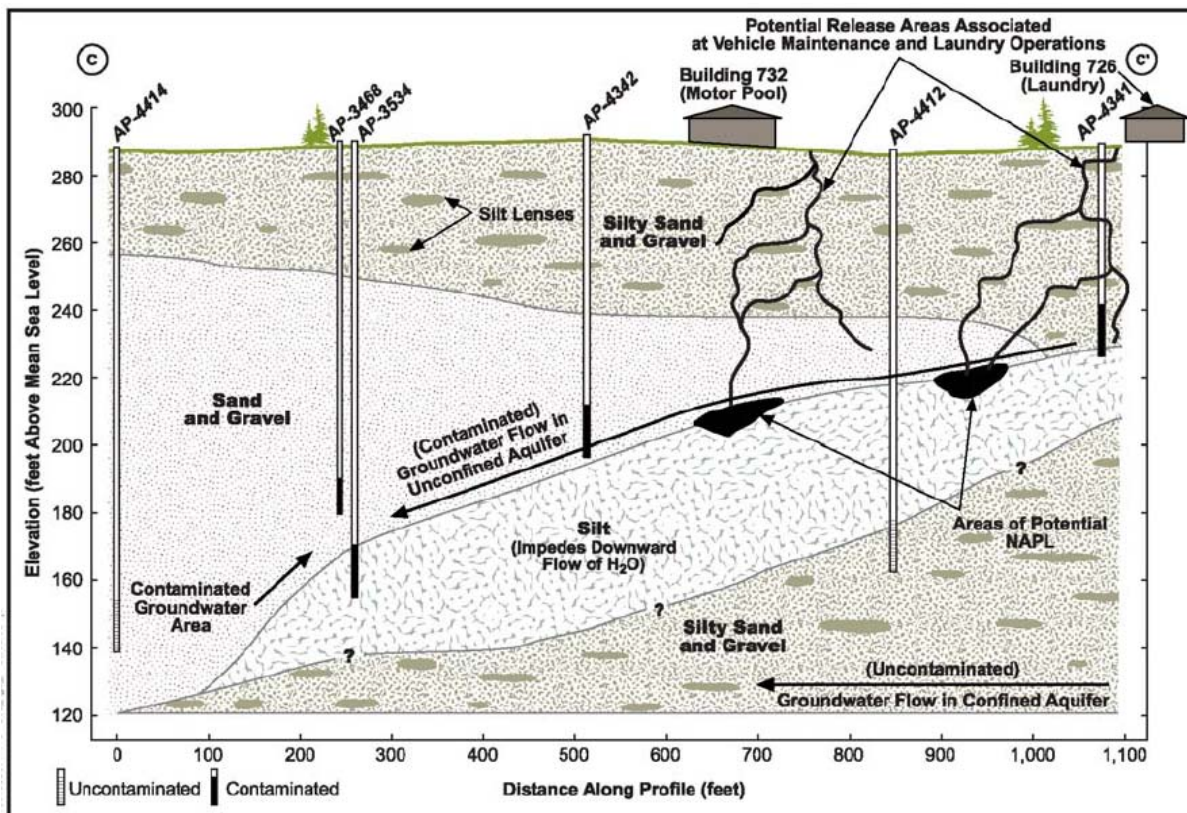 Potential Release Areas Associated
at Vehicle Maintenance and Laundry Operations
C
C'
Building 732
(Motor Pool)
Building 726
(Laundry)
AP-4414
AP-3468
AP-3534
AP-4342
AP-4412
AP-4341
300
280
260
240
220
200
180
160
140
120
Elevation (feet Above Mean Sea Level)
Silt Lenses
Silty Sand
and Gravel
Sand
and Gravel
(Contaminated)
Groundwater Flow in
Unconfined Aquifer
Silt
(Impedes Downward
Flow of H₂O)
Areas of Potential
NAPL
Contaminated
Groundwater
Area
?
?
?
Silty Sand
and Gravel
(Uncontaminated)
Groundwater Flow in Confined Aquifer
0 100 200 300 400 500 600 700 800 900 1,000 1,100
Distance Along Profile (feet)
Uncontaminated
Contaminated